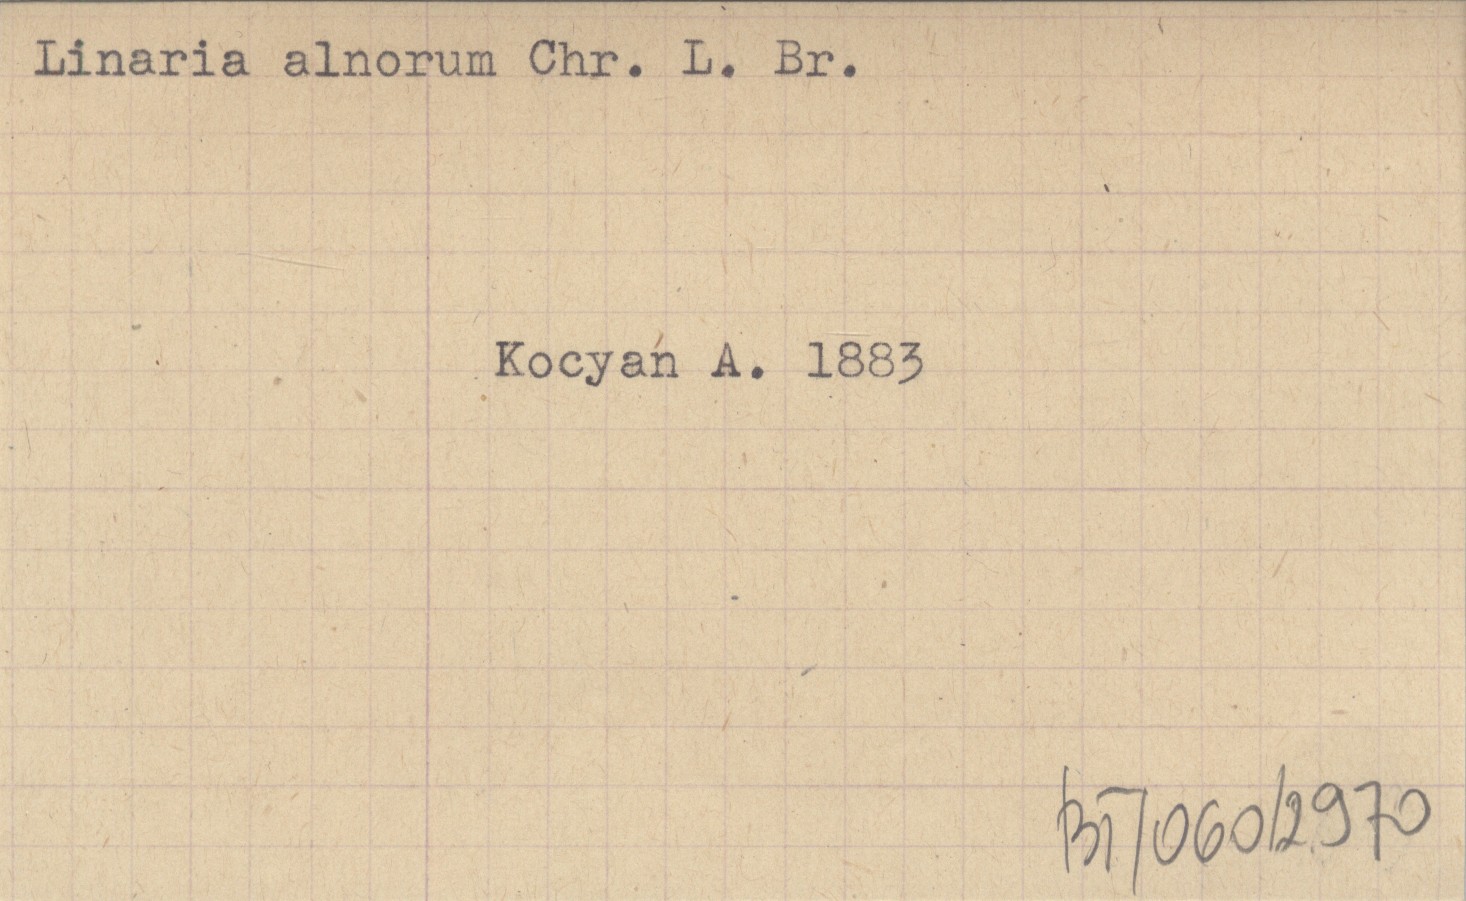 Linaria alnorum Chr. L. Br.
Kocyan A. 1883
BT/060/2970